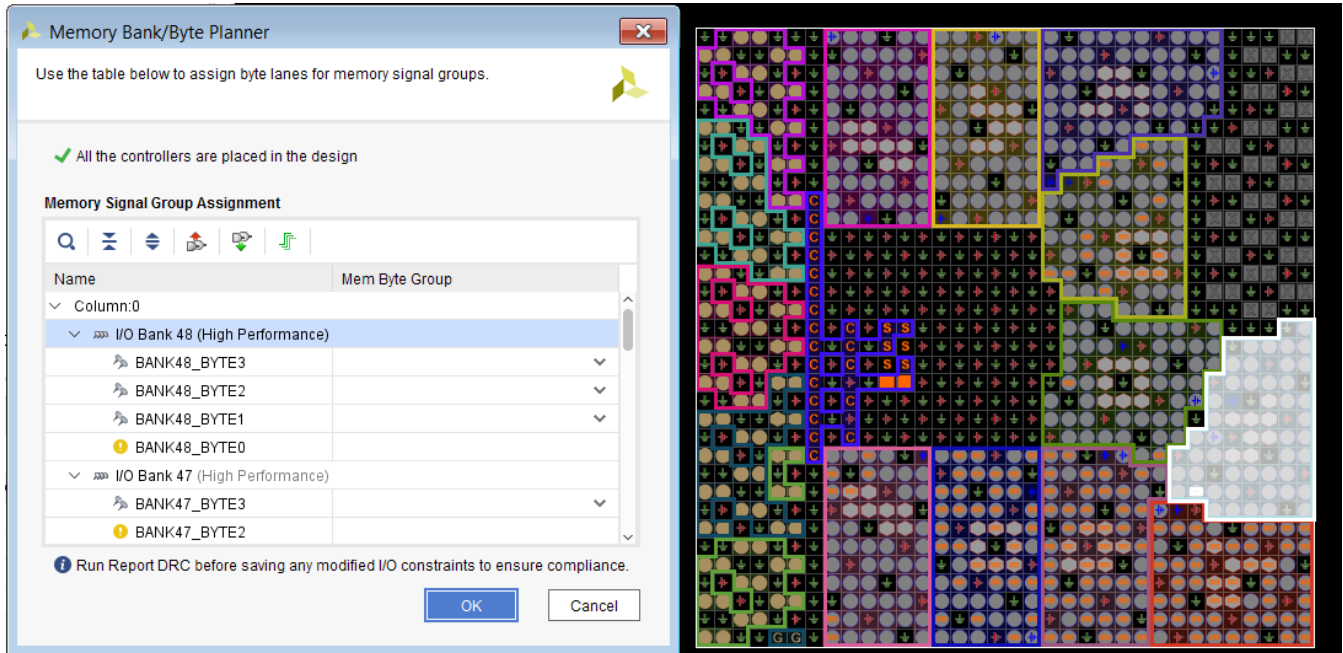 Memory Bank/Byte Planner
Use the table below to assign byte lanes for memory signal groups.
All the controllers are placed in the design
Memory Signal Group Assignment
Name Mem Byte Group
Column:0
I/O Bank 48 (High Performance)
BANK48_BYTE3
BANK48_BYTE2
BANK48_BYTE1
BANK48_BYTE0
I/O Bank 47 (High Performance)
BANK47_BYTE3
BANK47_BYTE2
Run Report DRC before saving any modified I/O constraints to ensure compliance.
OK Cancel
C
C
C
C
C
C
C
C C S S
C C S
C C S S
C C
C C
C C
C C
C
G G